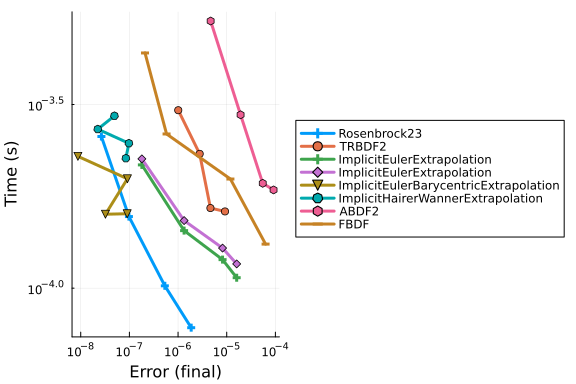 Time (s)
10^-3.5
10^-4.0
10^-8 10^-7 10^-6 10^-5 10^-4
Error (final)
Rosenbrock23
TRBDF2
ImplicitEulerExtrapolation
ImplicitEulerExtrapolation
ImplicitEulerBarycentricExtrapolation
ImplicitHairerWannerExtrapolation
ABDF2
FBDF